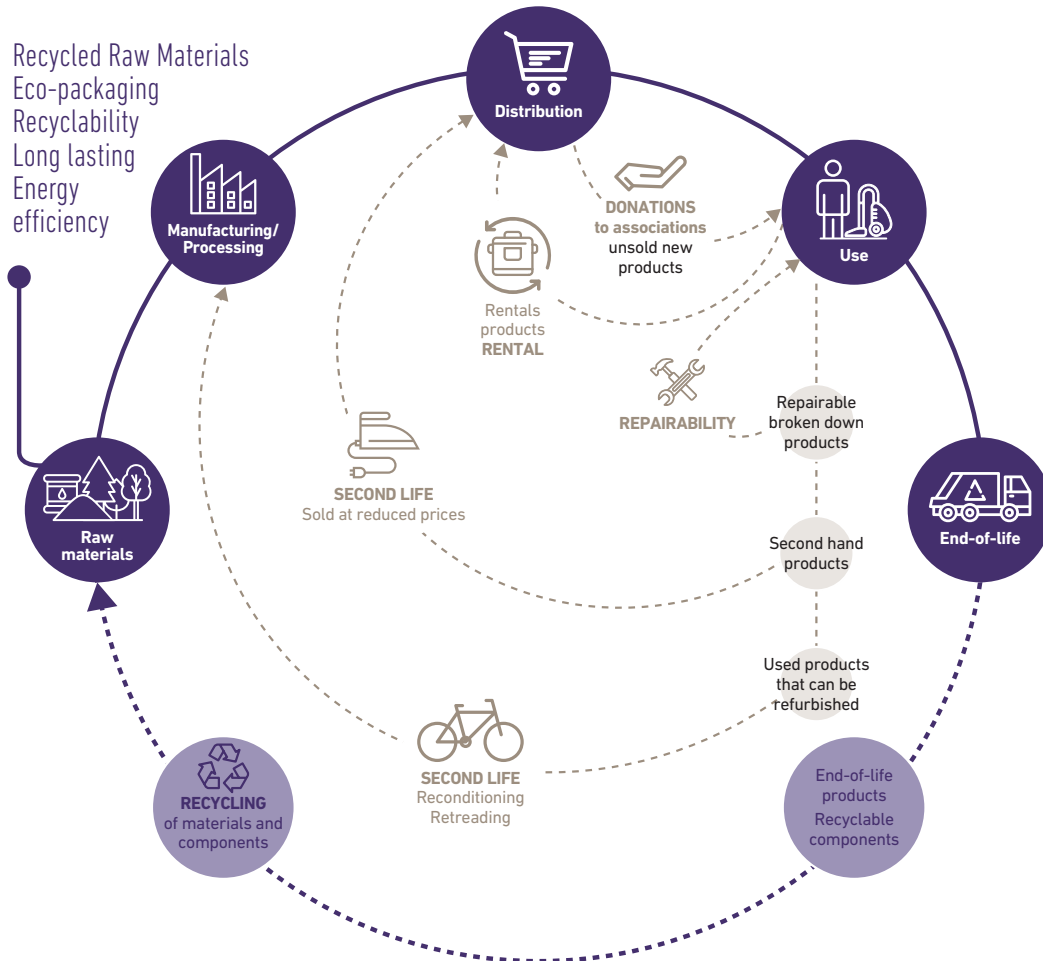 Recycled Raw Materials
Eco-packaging
Recyclability
Long lasting
Energy
efficiency
Distribution
Manufacturing/
Processing
DONATIONS
to associations
unsold new
products
Use
Rentals
products
RENTAL
REPAIRABILITY
Repairable
broken down
products
SECOND LIFE
Sold at reduced prices
Raw
materials
End-of-life
Second hand
products
Used products
that can be
refurbished
SECOND LIFE
Reconditioning
Retreading
RECYCLING
of materials and
components
End-of-life
products
Recyclable
components